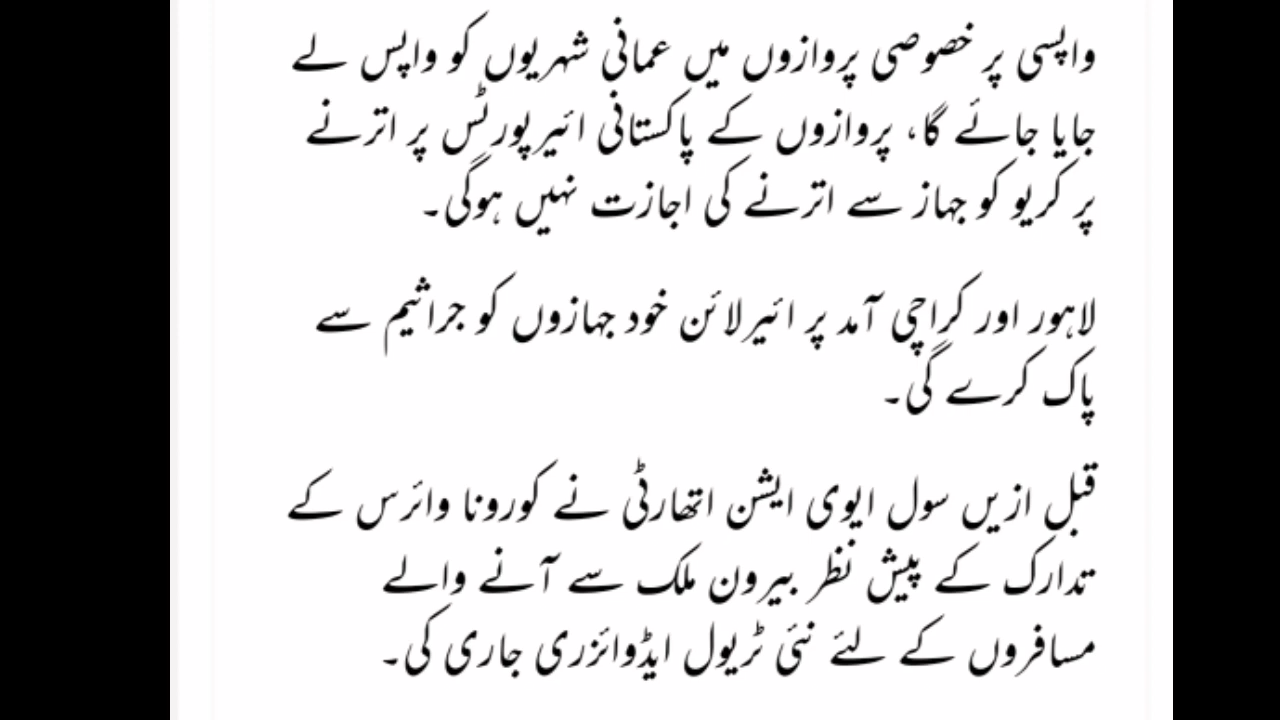 واپسی پر خصوصی پروازوں میں عمانی شہریوں کو واپس لے
جایا جائے گا، پروازوں کے پاکستانی ائیرپورٹس پر اترنے
پر کریو کو جہاز سے اترنے کی اجازت نہیں ہوگی۔
لاہور اور کراچی آمد پر ائیرلائن خود جہازوں کو جراثیم سے
پاک کرے گی۔
قبل ازیں سول ایوی ایشن اتھارٹی نے کورونا وائرس کے
تدارک کے پیش نظر بیرون ملک سے آنے والے
مسافروں کے لئے نئی ٹریول ایڈوائزری جاری کی۔